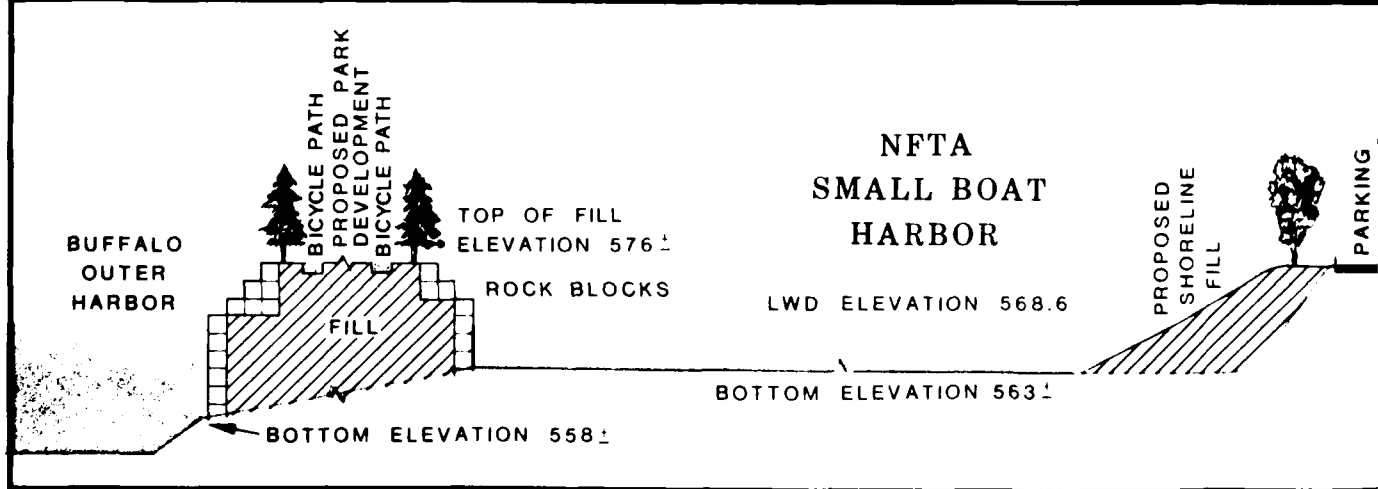 BUFFALO
OUTER
HARBOR
BICYCLE PATH
PROPOSED PARK
DEVELOPMENT
BICYCLE PATH
TOP OF FILL
ELEVATION 576±
ROCK BLOCKS
FILL
BOTTOM ELEVATION 558±
NFTA
SMALL BOAT
HARBOR
LWD ELEVATION 568.6
BOTTOM ELEVATION 563±
PROPOSED
SHORELINE
FILL
PARKING